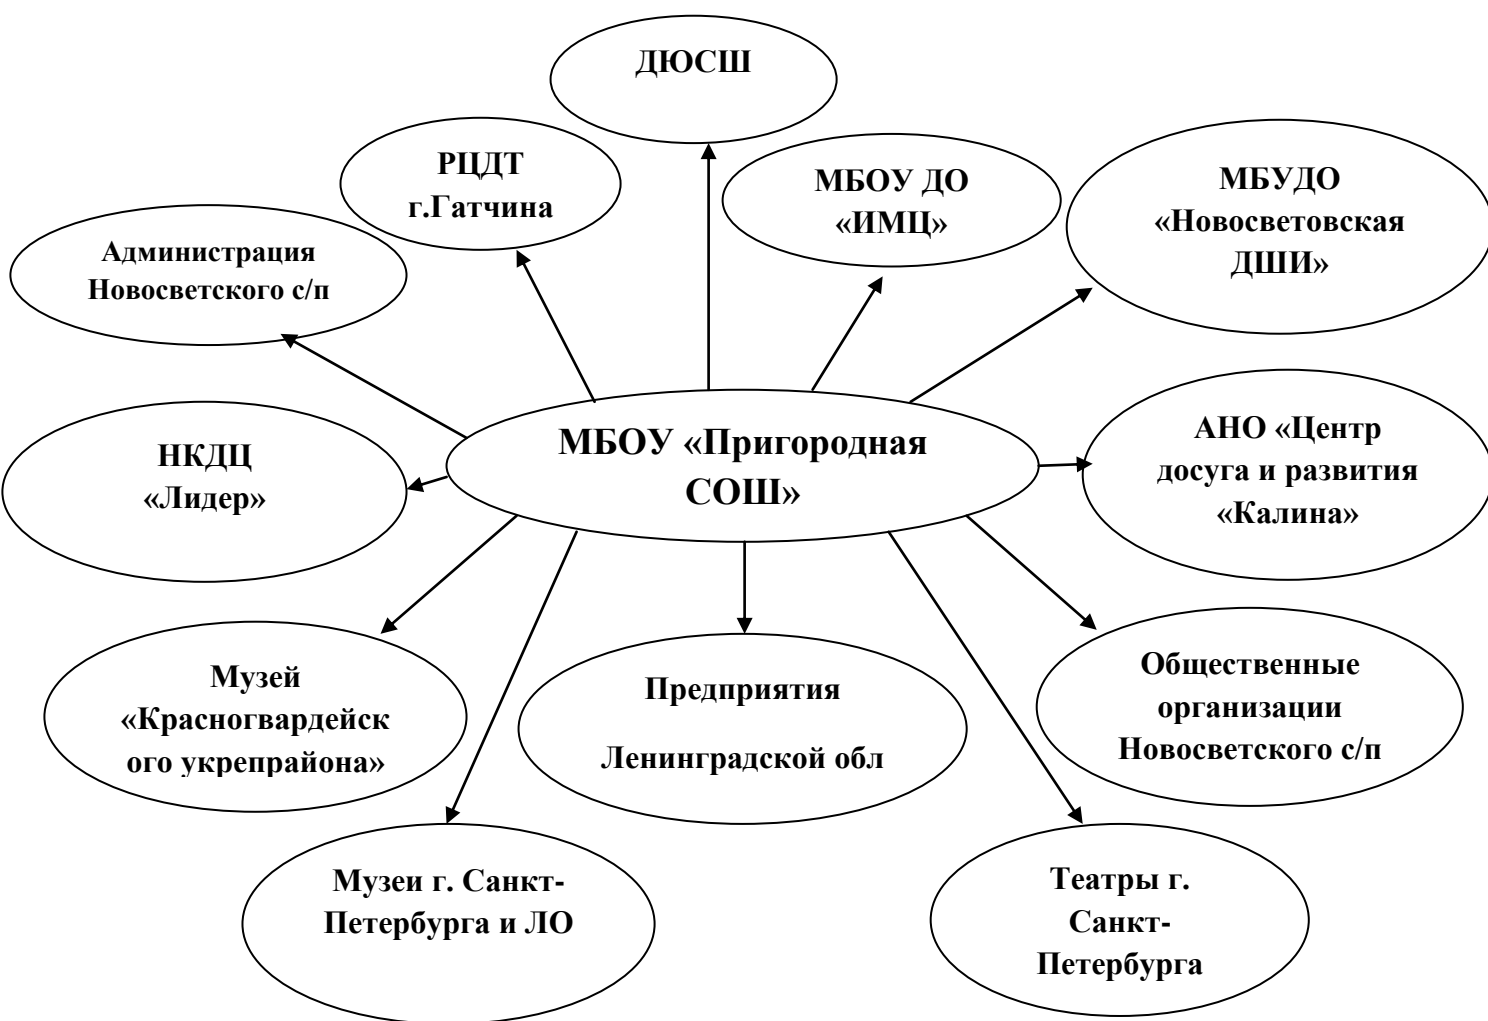 ДЮСШ
РЦДТ
г.Гатчина
МБОУ ДО
«ИМЦ»
МБУДО
«Новосветовская
ДШИ»
Администрация
Новосветского с/п
МБОУ «Пригородная
СОШ»
НКДЦ
«Лидер»
АНО «Центр
досуга и развития
«Калина»
Музей
«Красногвардейск
ого укрепрайона»
Предприятия
Ленинградской обл
Общественные
организации
Новосветского с/п
Музеи г. Санкт-
Петербурга и ЛО
Театры г.
Санкт-
Петербурга